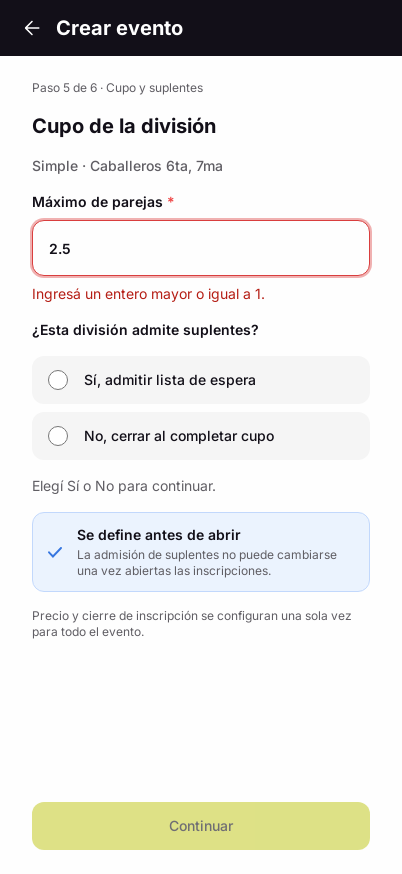 Crear evento
Paso 5 de 6 · Cupo y suplentes
Cupo de la división
Simple · Caballeros 6ta, 7ma
Máximo de parejas *
2.5
Ingresá un entero mayor o igual a 1.
¿Esta división admite suplentes?
Sí, admitir lista de espera
No, cerrar al completar cupo
Elegí Sí o No para continuar.
Se define antes de abrir
La admisión de suplentes no puede cambiarse
una vez abiertas las inscripciones.
Precio y cierre de inscripción se configuran una sola vez
para todo el evento.
Continuar